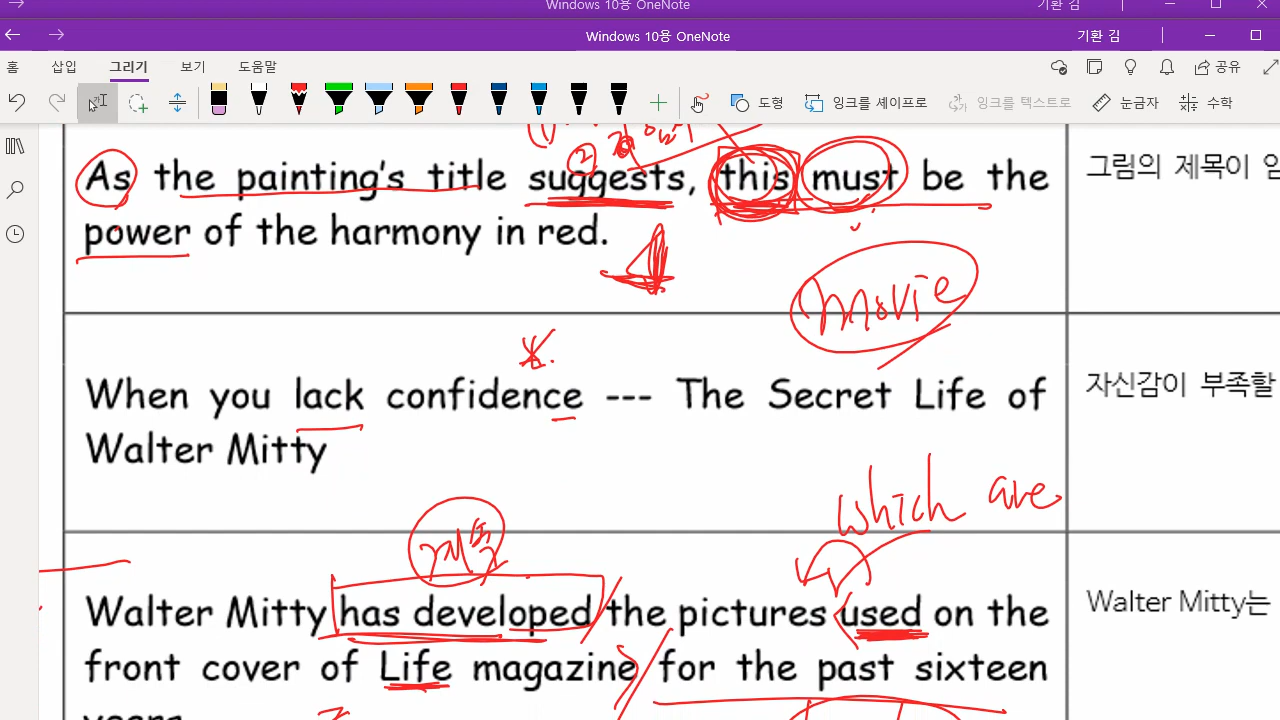 Windows 10용 OneNote
기환 김
Windows 10용 OneNote
기환 김
홈 삽입 그리기 보기 도움말
공유
도형 잉크를 셰이프로 잉크를 텍스트로 눈금자 수학
(1)
②
As the painting's title suggests, this must be the
그림의 제목이
power of the harmony in red.
movie
When you lack confidence --- The Secret Life of
자신감이 부족할
Walter Mitty
which are
계속
Walter Mitty has developed the pictures used on the
Walter Mitty는
front cover of Life magazine for the past sixteen
years